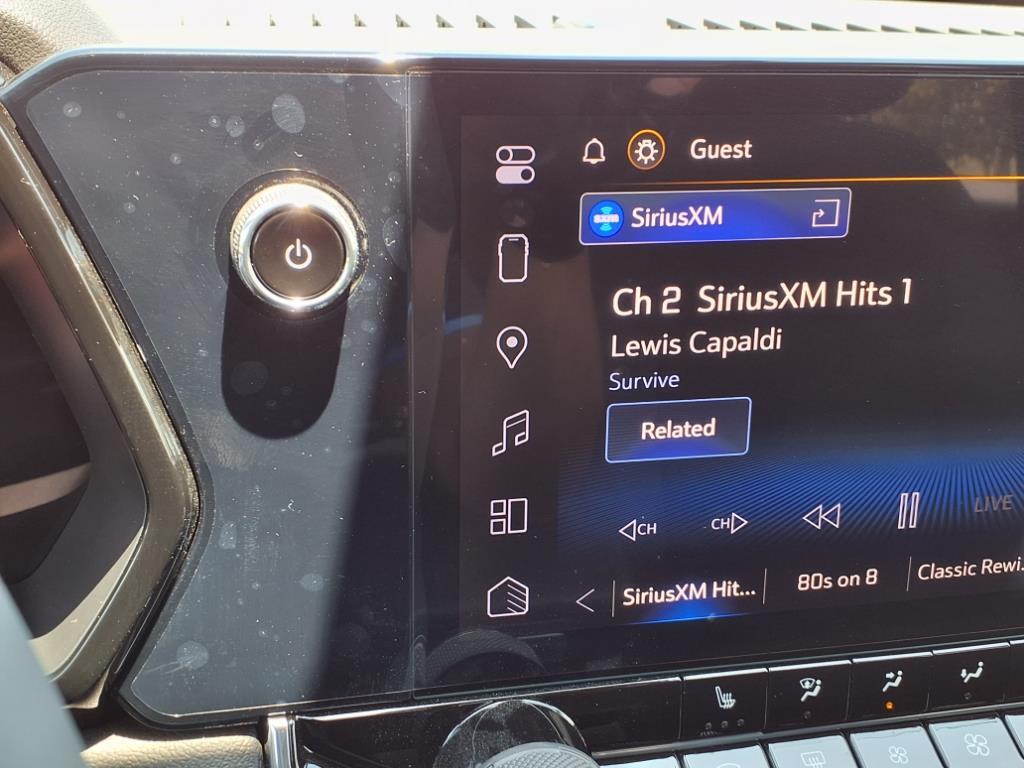 Guest
SXM SiriusXM
Ch 2 SiriusXM Hits 1
Lewis Capaldi
Survive
Related
CH CH LIVE
SiriusXM Hit... 80s on 8 Classic Rewi...